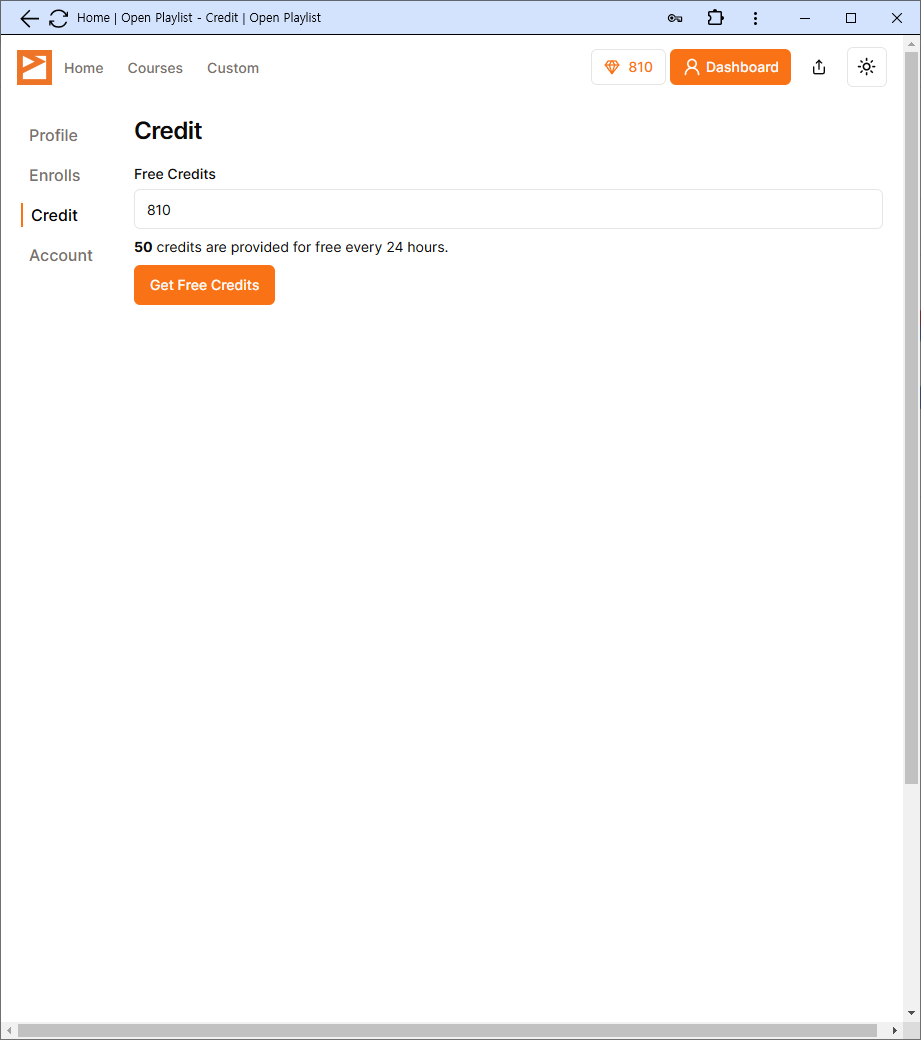 Home | Open Playlist - Credit | Open Playlist
Home Courses Custom 810 Dashboard
Profile
Enrolls
Credit
Account
Credit
Free Credits
810
50 credits are provided for free every 24 hours.
Get Free Credits